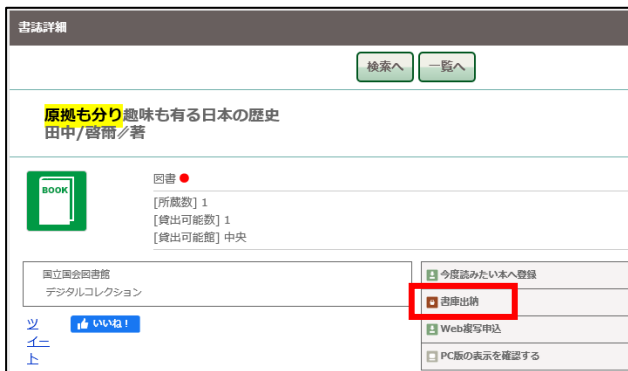 書誌詳細
検索へ 一覧へ
原拠も分り趣味も有る日本の歴史
田中/啓爾//著
BOOK
図書
[所蔵数] 1
[貸出可能数] 1
[貸出可能館] 中央
国立国会図書館
デジタルコレクション
今度読みたい本へ登録
書庫出納
Web複写申込
PC版の表示を確認する
ツイート
いいね！